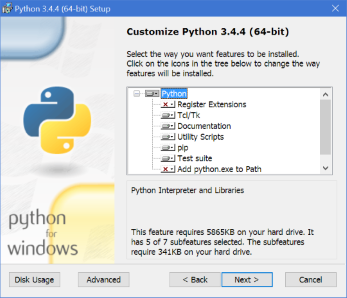 Python 3.4.4 (64-bit) Setup
Customize Python 3.4.4 (64-bit)
Select the way you want features to be installed.
Click on the icons in the tree below to change the way
features will be installed.
Python
Register Extensions
Tcl/Tk
Documentation
Utility Scripts
pip
Test suite
Add python.exe to Path
Python Interpreter and Libraries
This feature requires 5865KB on your hard drive. It
has 5 of 7 subfeatures selected. The subfeatures
require 341KB on your hard drive.
python
for
windows
Disk Usage
Advanced
< Back
Next >
Cancel